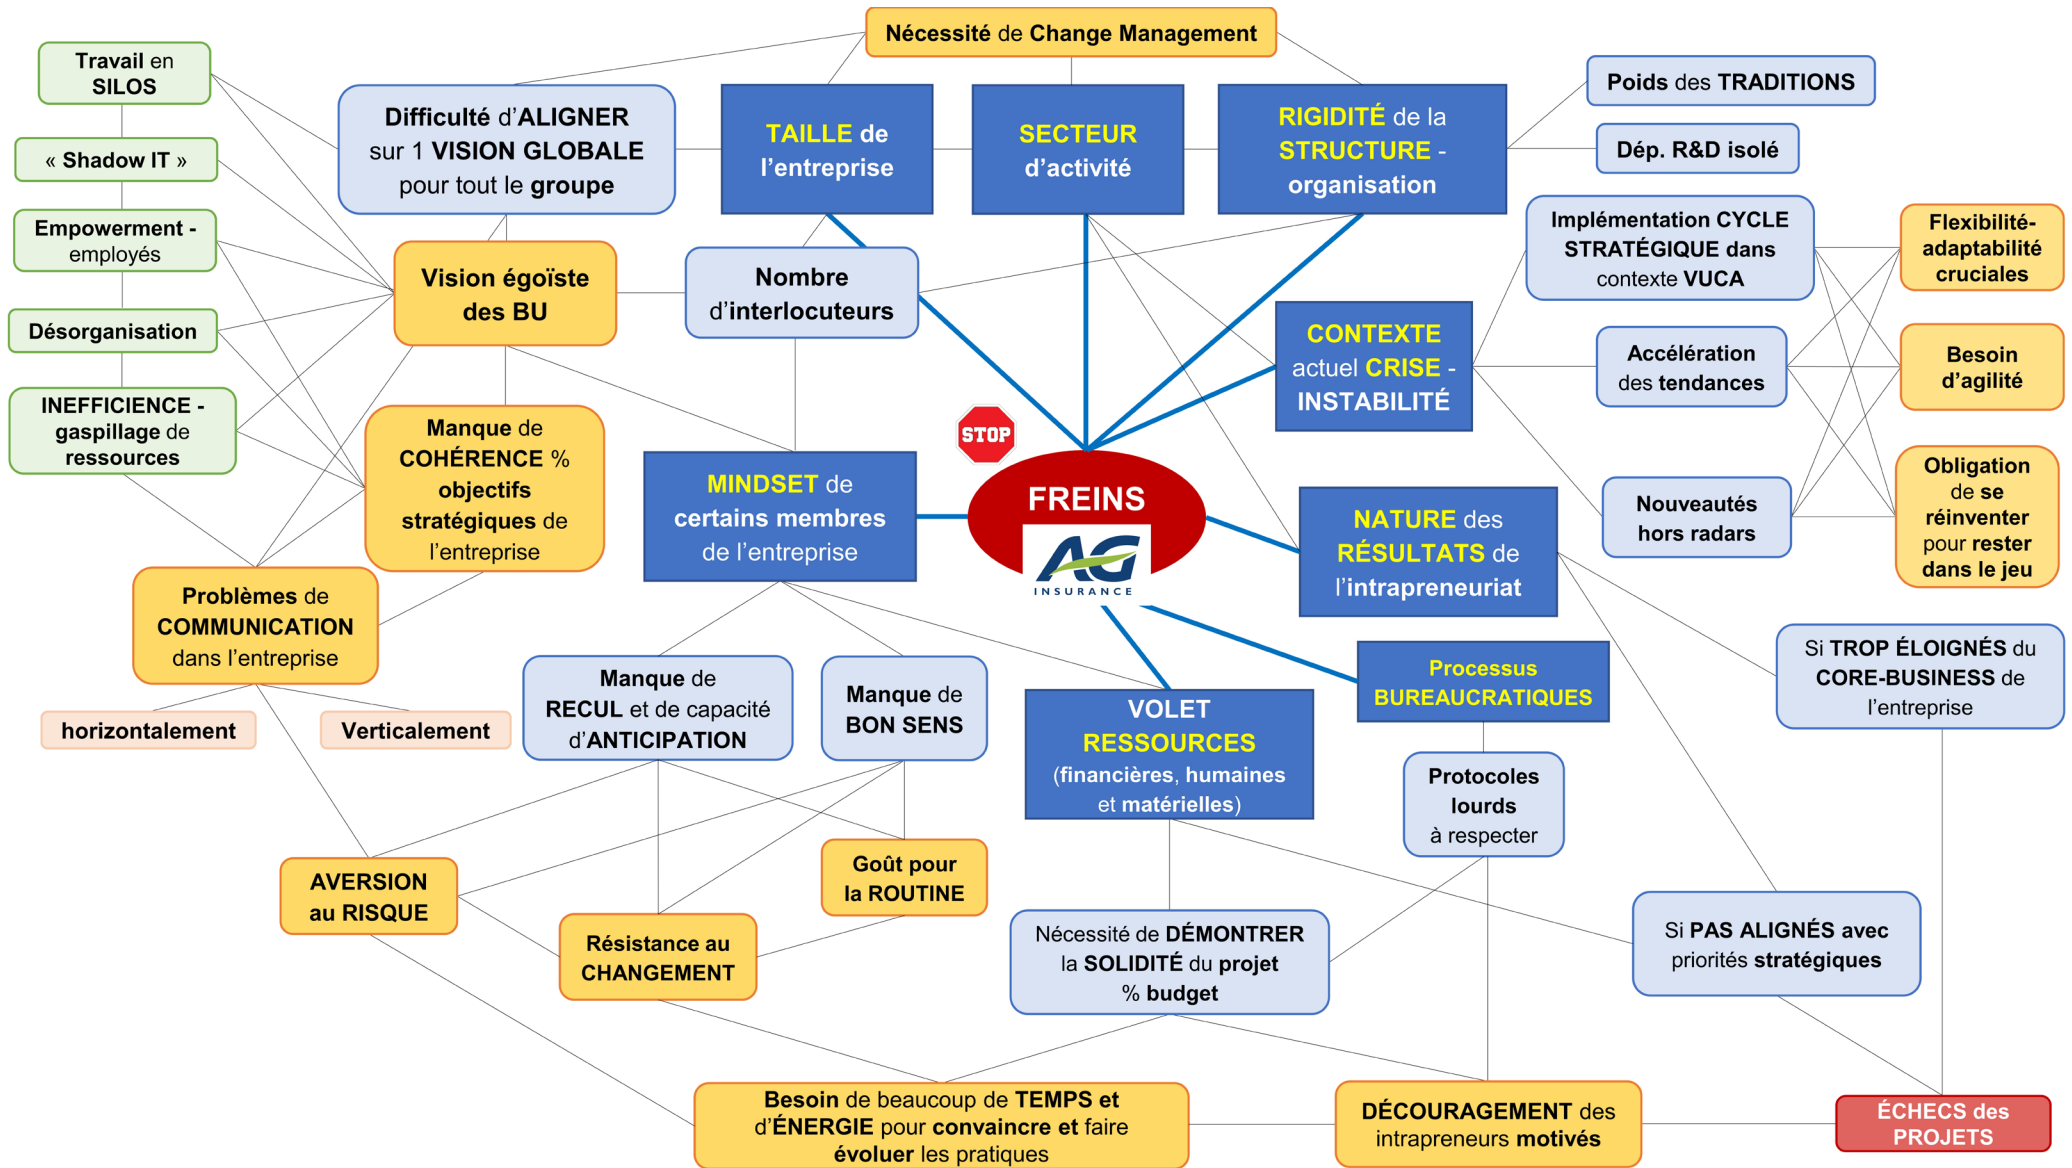 Nécessité de Change Management
Travail en
SILOS
« Shadow IT »
Empowerment -
employés
Désorganisation
INEFFICIENCE -
gaspillage de
ressources
Difficulté d'ALIGNER
sur 1 VISION GLOBALE
pour tout le groupe
TAILLE de
l'entreprise
SECTEUR
d'activité
RIGIDITÉ de la
STRUCTURE -
organisation
Poids des TRADITIONS
Dép. R&D isolé
Vision égoïste
des BU
Nombre
d'interlocuteurs
Implémentation CYCLE
STRATÉGIQUE dans
contexte VUCA
Flexibilité-
adaptabilité
cruciales
CONTEXTE
actuel CRISE -
INSTABILITÉ
Accélération
des tendances
Besoin
d'agilité
Nouveautés
hors radars
Obligation
de se
réinventer
pour rester
dans le jeu
Manque de
COHÉRENCE %
objectifs
stratégiques de
l'entreprise
MINDSET de
certains membres
de l'entreprise
STOP
FREINS
AG
INSURANCE
NATURE des
RÉSULTATS de
l'intrapreneuriat
Problèmes de
COMMUNICATION
dans l'entreprise
horizontalement
Verticalement
Manque de
RECUL et de capacité
d'ANTICIPATION
Manque de
BON SENS
VOLET
RESSOURCES
(financières, humaines
et matérielles)
Processus
BUREAUCRATIQUES
Si TROP ÉLOIGNÉS du
CORE-BUSINESS de
l'entreprise
Protocoles
lourds
à respecter
AVERSION
au RISQUE
Goût pour
la ROUTINE
Résistance au
CHANGEMENT
Nécessité de DÉMONTRER
la SOLIDITÉ du projet
% budget
Si PAS ALIGNÉS avec
priorités stratégiques
Besoin de beaucoup de TEMPS et
d'ÉNERGIE pour convaincre et faire
évoluer les pratiques
DÉCOURAGEMENT des
intrapreneurs motivés
ÉCHECS des
PROJETS